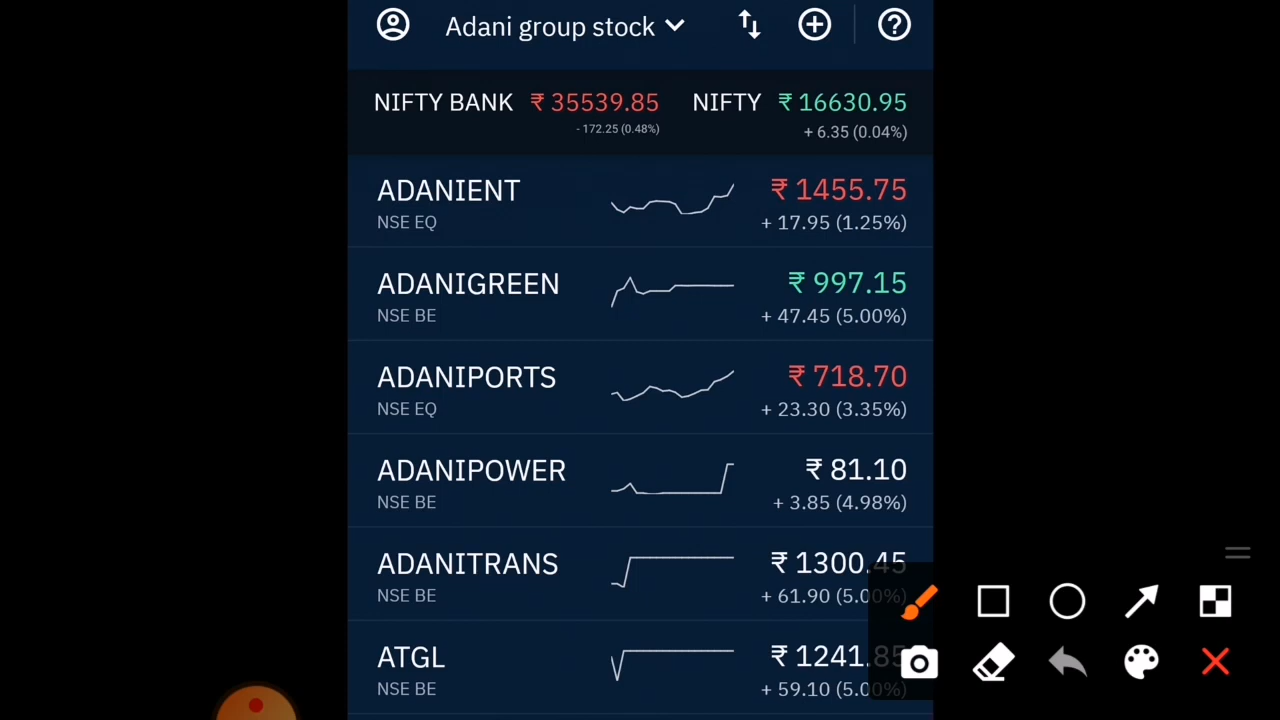 Adani group stock
NIFTY BANK ₹ 35539.85 NIFTY ₹ 16630.95
- 172.25 (0.48%) + 6.35 (0.04%)
ADANIENT ₹ 1455.75
NSE EQ + 17.95 (1.25%)
ADANIGREEN ₹ 997.15
NSE BE + 47.45 (5.00%)
ADANIPORTS ₹ 718.70
NSE EQ + 23.30 (3.35%)
ADANIPOWER ₹ 81.10
NSE BE + 3.85 (4.98%)
ADANITRANS ₹ 1300.45
NSE BE + 61.90 (5.00%)
ATGL ₹ 1241.85
NSE BE + 59.10 (5.00%)